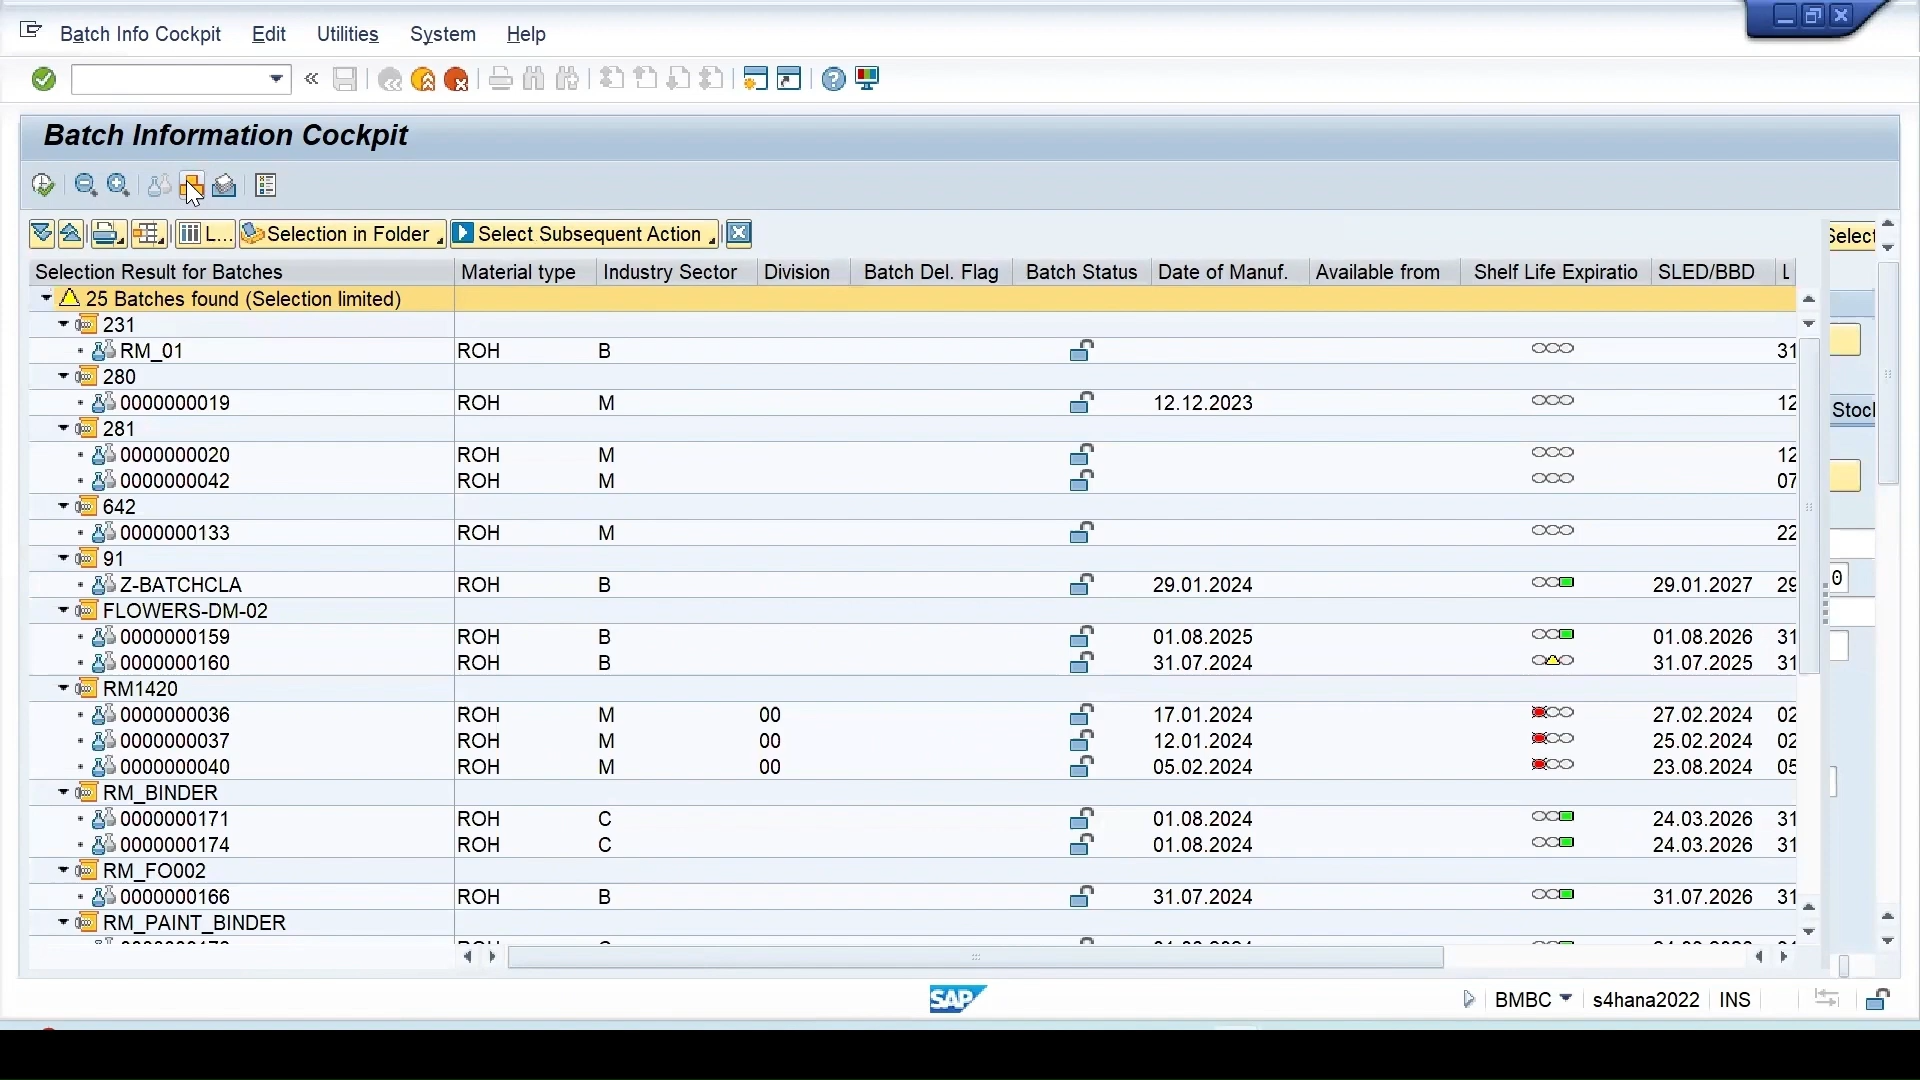 Batch Info Cockpit Edit Utilities System Help
Batch Information Cockpit
L... Selection in Folder Select Subsequent Action Select
Selection Result for Batches Material type Industry Sector Division Batch Del. Flag Batch Status Date of Manuf. Available from Shelf Life Expiratio SLED/BBD L
25 Batches found (Selection limited)
231
RM_01 ROH B 31
280
0000000019 ROH M 12.12.2023 12
281 Stocl
0000000020 ROH M 12
0000000042 ROH M 07
642
0000000133 ROH M 22
91
Z-BATCHCLA ROH B 29.01.2024 29.01.2027 29 0
FLOWERS-DM-02
0000000159 ROH B 01.08.2025 01.08.2026 31
0000000160 ROH B 31.07.2024 31.07.2025 31
RM1420
0000000036 ROH M 00 17.01.2024 27.02.2024 02
0000000037 ROH M 00 12.01.2024 25.02.2024 02
0000000040 ROH M 00 05.02.2024 23.08.2024 05
RM_BINDER
0000000171 ROH C 01.08.2024 24.03.2026 31
0000000174 ROH C 01.08.2024 24.03.2026 31
RM_FO002
0000000166 ROH B 31.07.2024 31.07.2026 31
RM_PAINT_BINDER
SAP BMBC s4hana2022 INS